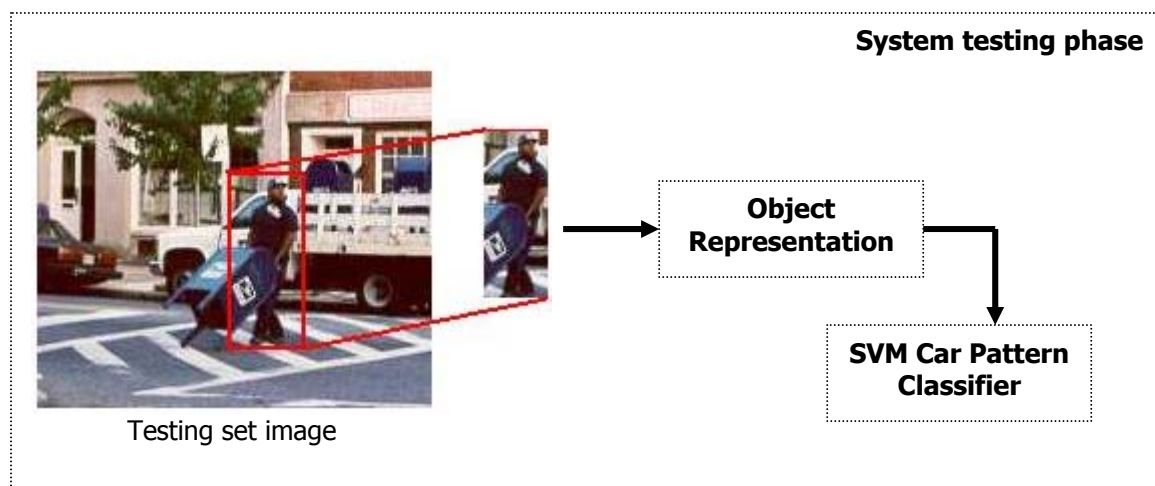 System testing phase
Object
Representation
SVM Car Pattern
Classifier
Testing set image